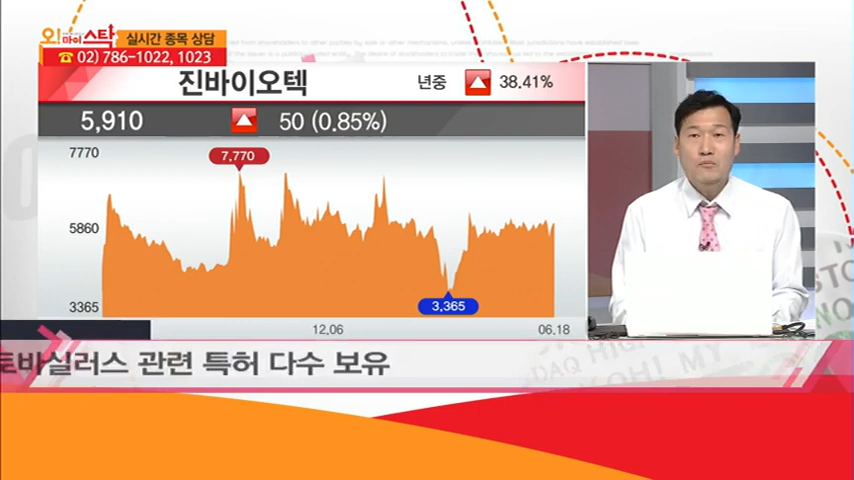 오! 마이 스탁
실시간 종목 상담
☎ 02) 786-1022, 1023
진바이오텍
년중 38.41%
5,910 50 (0.85%)
7770
7,770
5860
3365
3,365
12.06
06.18
토바실러스 관련 특허 다수 보유
OH! MY